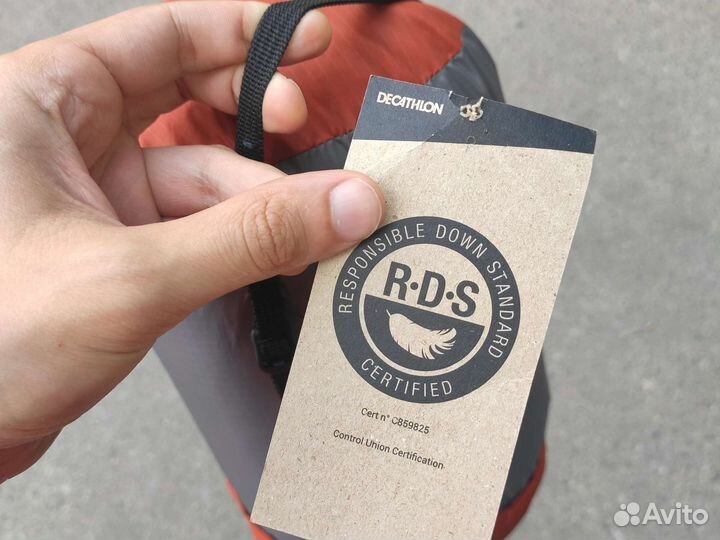 DECATHLON
RESPONSIBLE DOWN STANDARD
R·D·S
CERTIFIED
Cert n° C859825
Control Union Certification
Avito